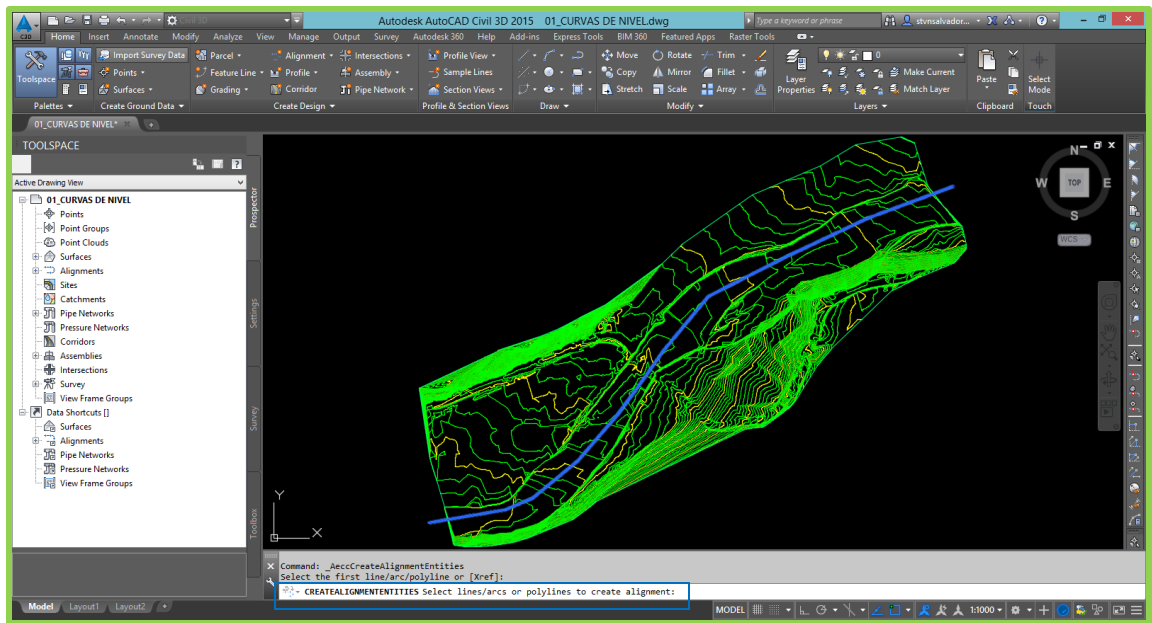 Civil 3D
Autodesk AutoCAD Civil 3D 2015 01_CURVAS DE NIVEL.dwg
Type a keyword or phrase
stvnsalvador...
C3D
Home Insert Annotate Modify Analyze View Manage Output Survey Autodesk 360 Help Add-ins Express Tools BIM 360 Featured Apps Raster Tools
Toolspace
Import Survey Data
Points
Surfaces
Parcel
Feature Line
Grading
Alignment
Profile
Corridor
Intersections
Assembly
Pipe Network
Profile View
Sample Lines
Section Views
Move
Copy
Stretch
Rotate
Mirror
Scale
Trim
Fillet
Array
Layer Properties
0
Make Current
Match Layer
Paste
Select Mode
Palettes
Create Ground Data
Create Design
Profile & Section Views
Draw
Modify
Layers
Clipboard
Touch
01_CURVAS DE NIVEL*
TOOLSPACE
Active Drawing View
01_CURVAS DE NIVEL
Points
Point Groups
Point Clouds
Surfaces
Alignments
Sites
Catchments
Pipe Networks
Pressure Networks
Corridors
Assemblies
Intersections
Survey
View Frame Groups
Data Shortcuts []
Surfaces
Alignments
Pipe Networks
Pressure Networks
View Frame Groups
Prospector
Settings
Survey
Toolbox
N
W
TOP
E
S
WCS
Y
X
Command: _AeccCreateAlignmentEntities
Select the first line/arc/polyline or [Xref]:
CREATEALIGNMENTENTITIES Select lines/arcs or polylines to create alignment:
Model Layout1 Layout2 +
MODEL
1:1000